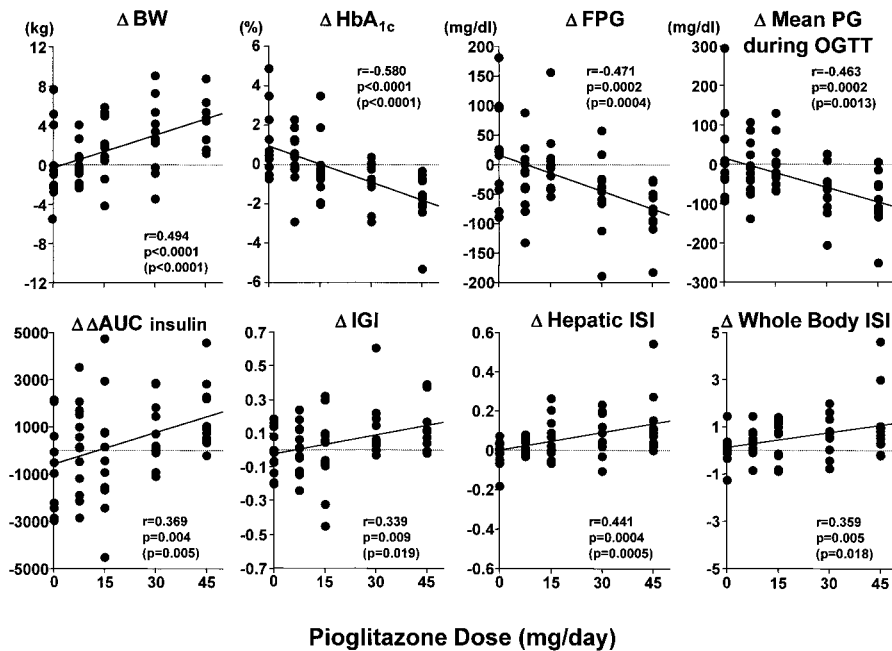 Δ BW
(kg)
12
8
4
0
-4
-8
-12
r=0.494
p<0.0001
(p<0.0001)
Δ HbA1c
(%)
6
4
2
0
-2
-4
-6
r=-0.580
p<0.0001
(p<0.0001)
Δ FPG
(mg/dl)
200
150
100
50
0
-50
-100
-150
-200
r=-0.471
p=0.0002
(p=0.0004)
Δ Mean PG
during OGTT
(mg/dl)
300
200
100
0
-100
-200
-300
r=-0.463
p=0.0002
(p=0.0013)
Δ ΔAUC insulin
5000
3000
1000
-1000
-3000
-5000
r=0.369
p=0.004
(p=0.005)
0 15 30 45
Δ IGI
0.7
0.5
0.3
0.1
-0.1
-0.3
-0.5
-0.7
r=0.339
p=0.009
(p=0.019)
0 15 30 45
Δ Hepatic ISI
0.6
0.4
0.2
0.0
-0.2
-0.4
-0.6
r=0.441
p=0.0004
(p=0.0005)
0 15 30 45
Δ Whole Body ISI
5
3
1
-1
-3
-5
r=0.359
p=0.005
(p=0.018)
0 15 30 45
Pioglitazone Dose (mg/day)